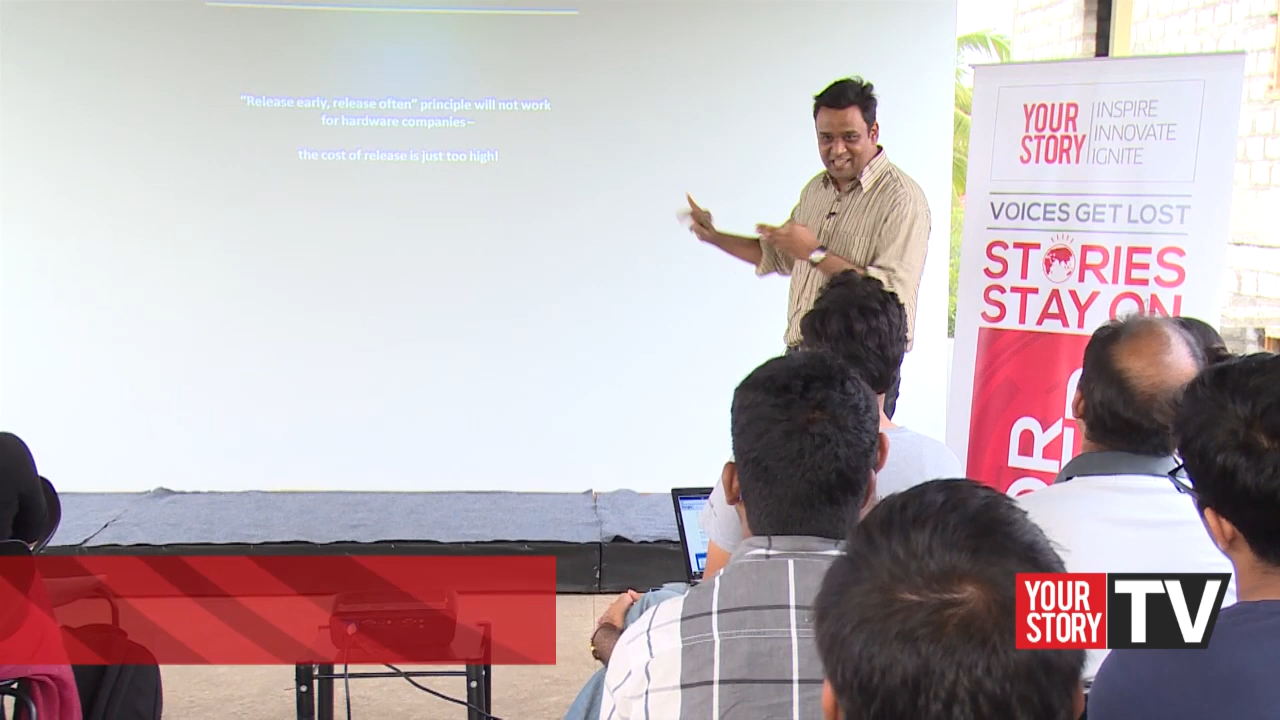 "Release early, release often" principle will not work
for hardware companies–
the cost of release is just too high!
YOUR
STORY
INSPIRE
INNOVATE
IGNITE
VOICES GET LOST
STORIES
STAY ON
YOUR
STORY
TV